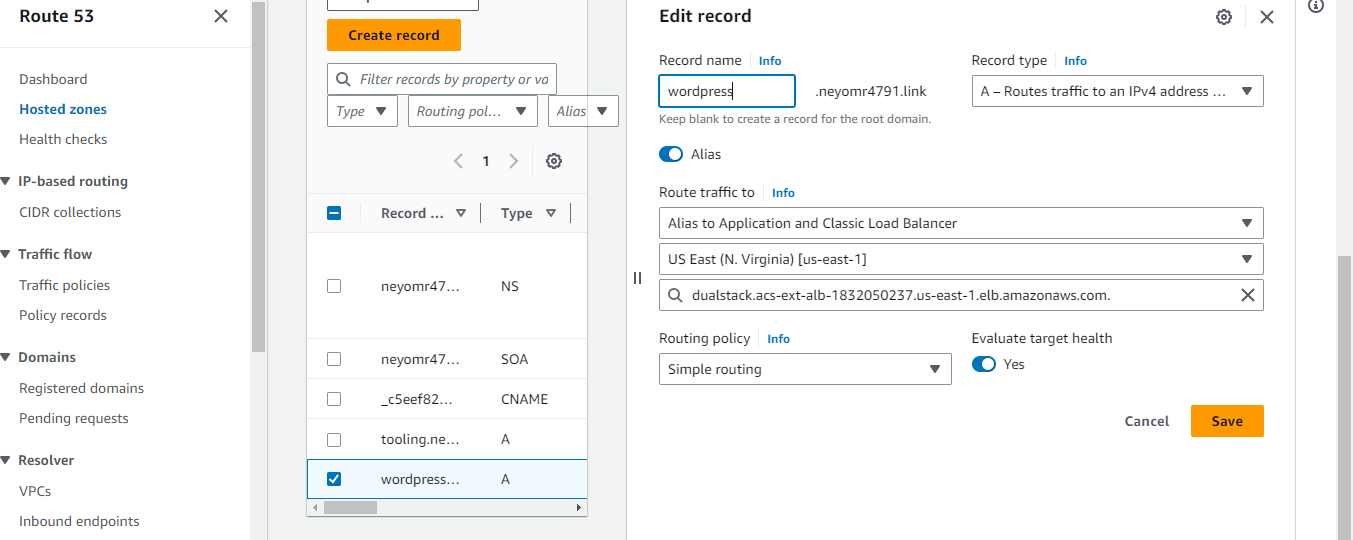 Route 53
Dashboard
Hosted zones
Health checks
IP-based routing
CIDR collections
Traffic flow
Traffic policies
Policy records
Domains
Registered domains
Pending requests
Resolver
VPCs
Inbound endpoints
Create record
Filter records by property or va
Type
Routing pol...
Alias
1
Record ...
Type
neyomr47...
NS
neyomr47...
SOA
_c5eef82...
CNAME
tooling.ne...
A
wordpress...
A
Edit record
Record name
Info
wordpress
.neyomr4791.link
Keep blank to create a record for the root domain.
Record type
Info
A – Routes traffic to an IPv4 address ...
Alias
Route traffic to
Info
Alias to Application and Classic Load Balancer
US East (N. Virginia) [us-east-1]
dualstack.acs-ext-alb-1832050237.us-east-1.elb.amazonaws.com.
Routing policy
Info
Simple routing
Evaluate target health
Yes
Cancel
Save